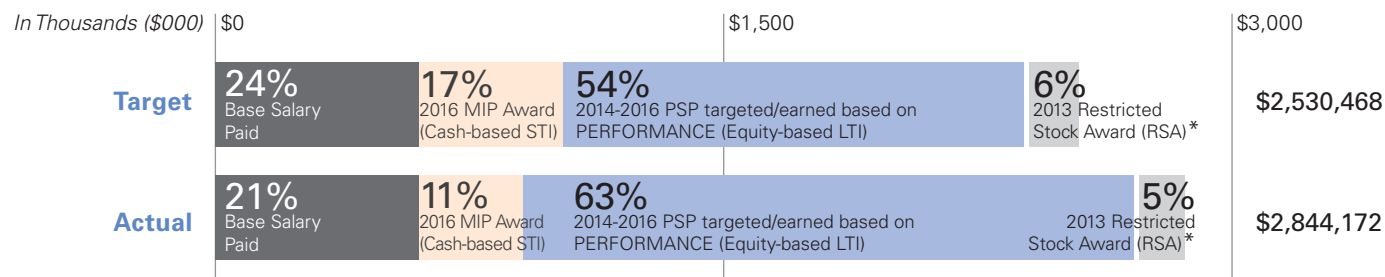 In Thousands ($000) $0 $1,500 $3,000
24% 17% 54% 6%
Target Base Salary 2016 MIP Award 2014-2016 PSP targeted/earned based on 2013 Restricted $2,530,468
Paid (Cash-based STI) PERFORMANCE (Equity-based LTI) Stock Award (RSA)*
21% 11% 63% 5%
Actual Base Salary 2016 MIP Award 2014-2016 PSP targeted/earned based on 2013 Restricted $2,844,172
Paid (Cash-based STI) PERFORMANCE (Equity-based LTI) Stock Award (RSA)*